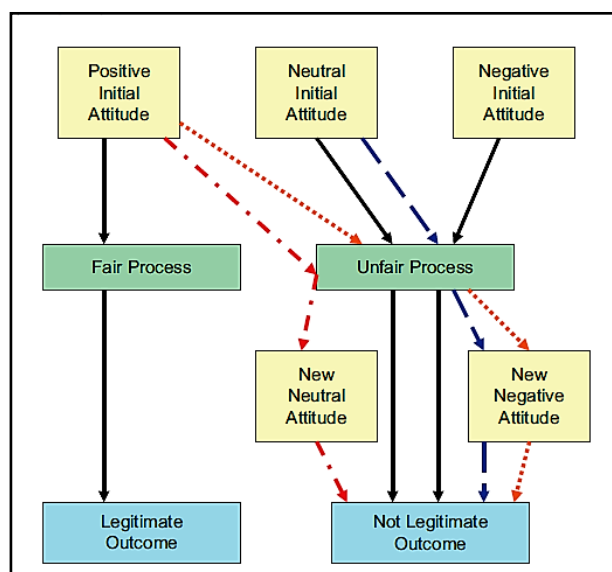 Positive
Initial
Attitude
Neutral
Initial
Attitude
Negative
Initial
Attitude
Fair Process
Unfair Process
New
Neutral
Attitude
New
Negative
Attitude
Legitimate
Outcome
Not Legitimate
Outcome